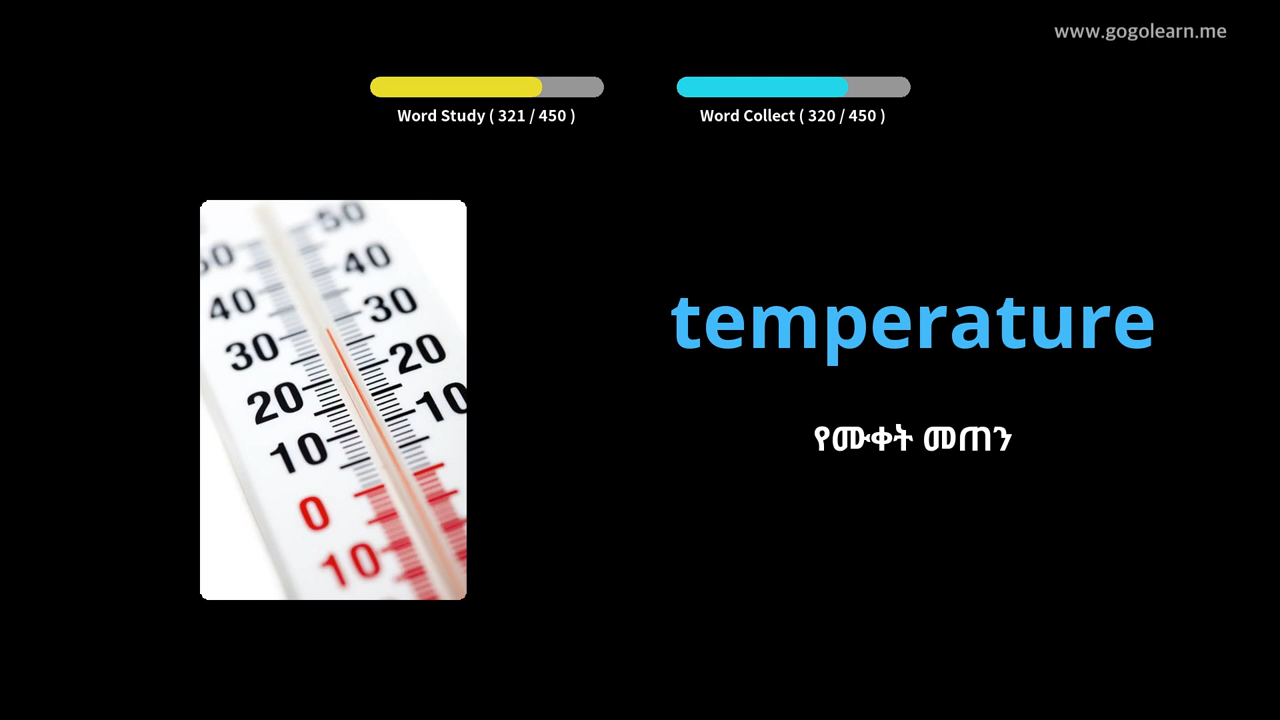 www.gogolearn.me
Word Study ( 321 / 450 )
Word Collect ( 320 / 450 )
50
40 40
30 30
20 20
10 10
0
10
temperature
የሙቀት መጠን